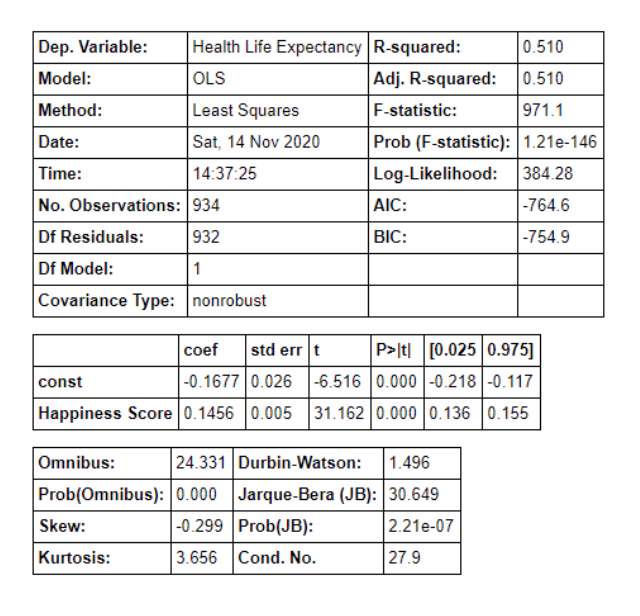 Dep. Variable: Health Life Expectancy R-squared: 0.510
Model: OLS Adj. R-squared: 0.510
Method: Least Squares F-statistic: 971.1
Date: Sat, 14 Nov 2020 Prob (F-statistic): 1.21e-146
Time: 14:37:25 Log-Likelihood: 384.28
No. Observations: 934 AIC: -764.6
Df Residuals: 932 BIC: -754.9
Df Model: 1
Covariance Type: nonrobust
coef std err t P>|t| [0.025 0.975]
const -0.1677 0.026 -6.516 0.000 -0.218 -0.117
Happiness Score 0.1456 0.005 31.162 0.000 0.136 0.155
Omnibus: 24.331 Durbin-Watson: 1.496
Prob(Omnibus): 0.000 Jarque-Bera (JB): 30.649
Skew: -0.299 Prob(JB): 2.21e-07
Kurtosis: 3.656 Cond. No. 27.9